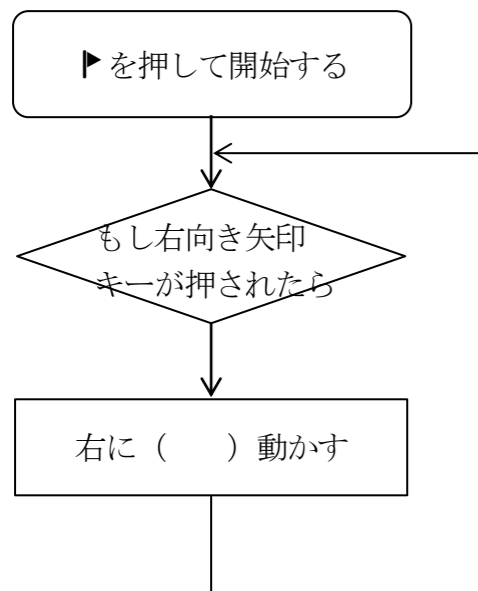 を押して開始する
もし右向き矢印
キーが押されたら
右に（　　）動かす